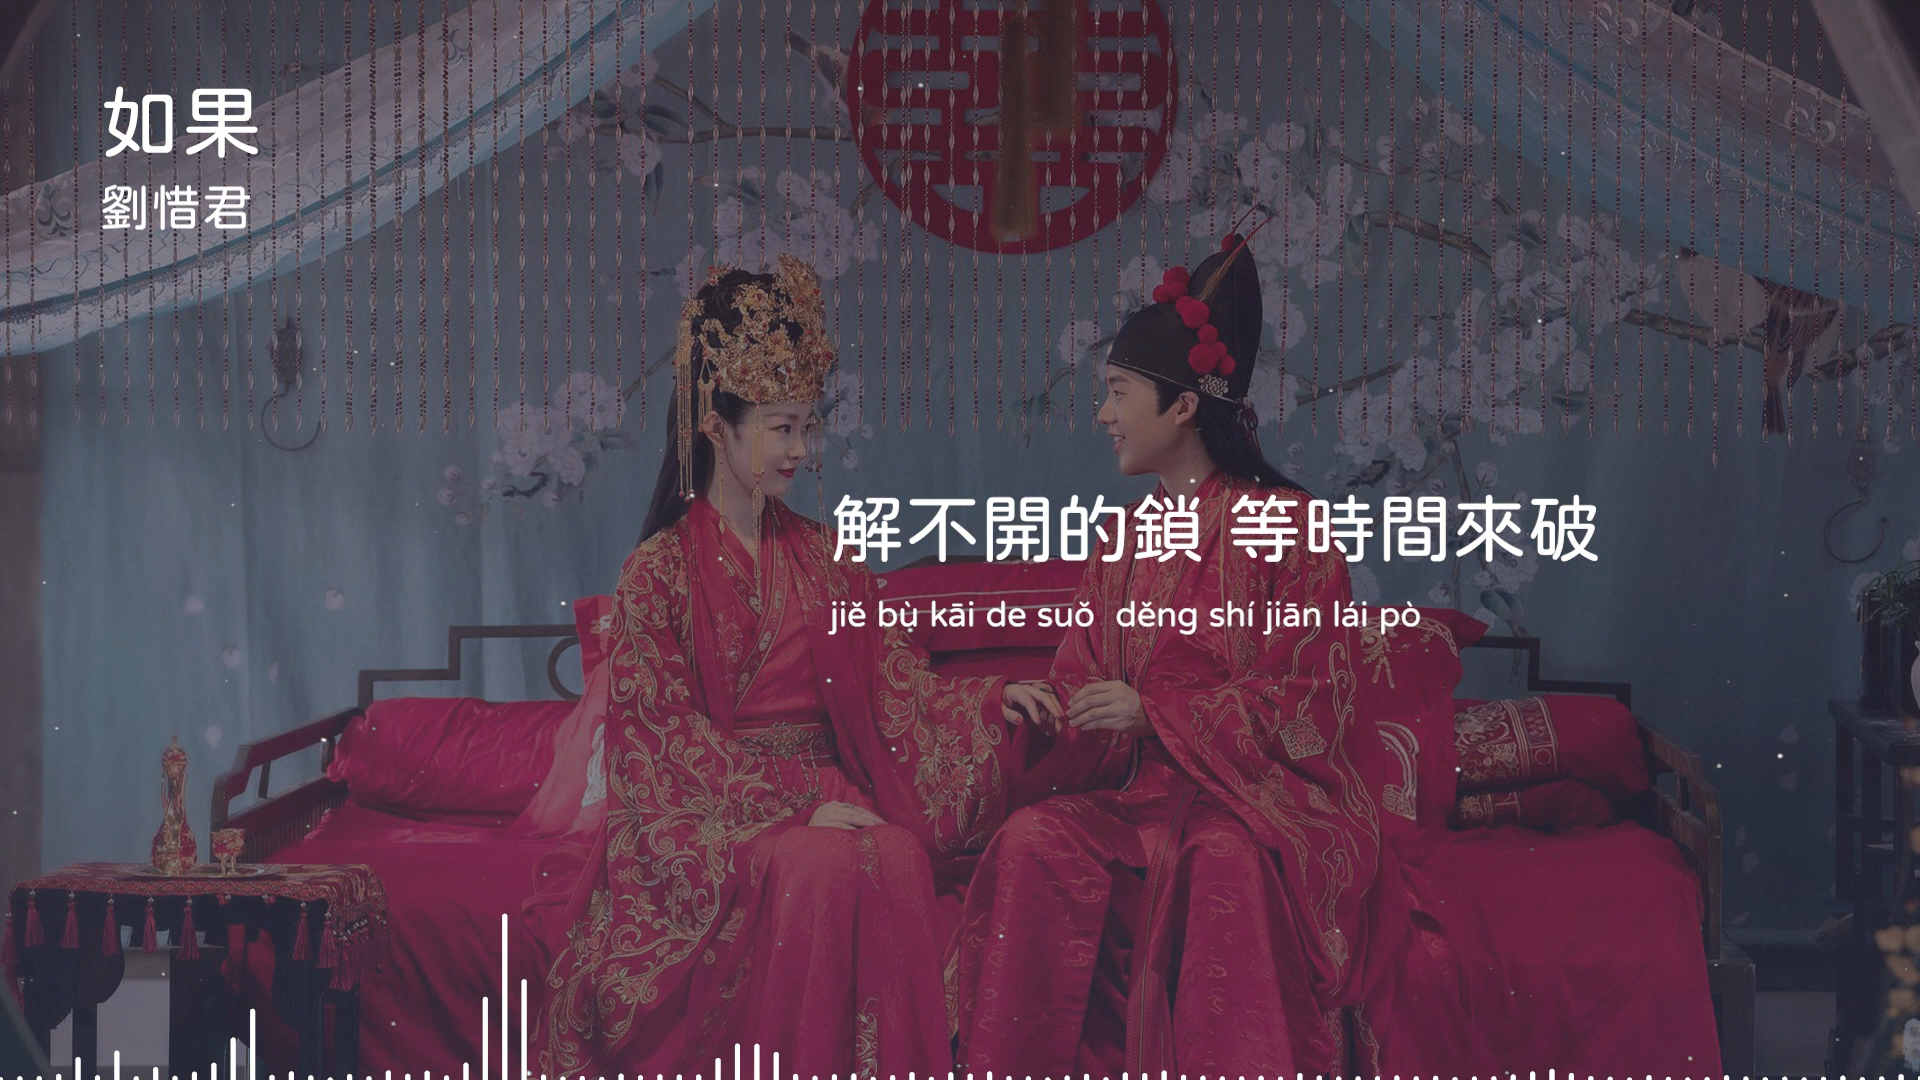 如果
劉惜君
解不開的鎖 等時間來破
jiě bù kāi de suǒ  děng shí jiān lái pò